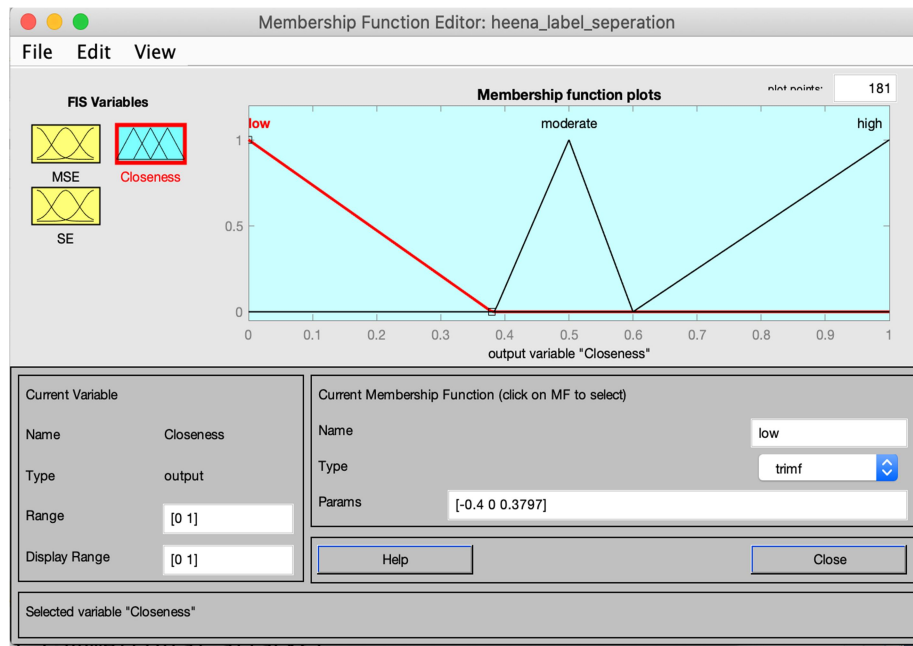 Membership Function Editor: heena_label_seperation
File Edit View
FIS Variables
MSE
Closeness
SE
Membership function plots
plot points:
181
low
moderate
high
1
0.5
0
0 0.1 0.2 0.3 0.4 0.5 0.6 0.7 0.8 0.9 1
output variable "Closeness"
Current Variable
Name Closeness
Type output
Range [0 1]
Display Range [0 1]
Current Membership Function (click on MF to select)
Name low
Type trimf
Params [-0.4 0 0.3797]
Help
Close
Selected variable "Closeness"